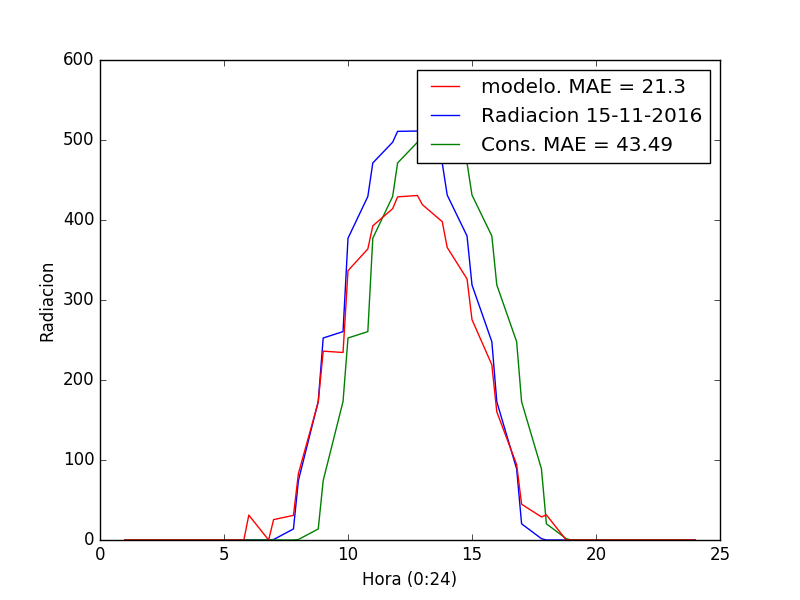 600
500
400
300
200
100
0
Radiacion
modelo. MAE = 21.3
Radiacion 15-11-2016
Cons. MAE = 43.49
0 5 10 15 20 25
Hora (0:24)